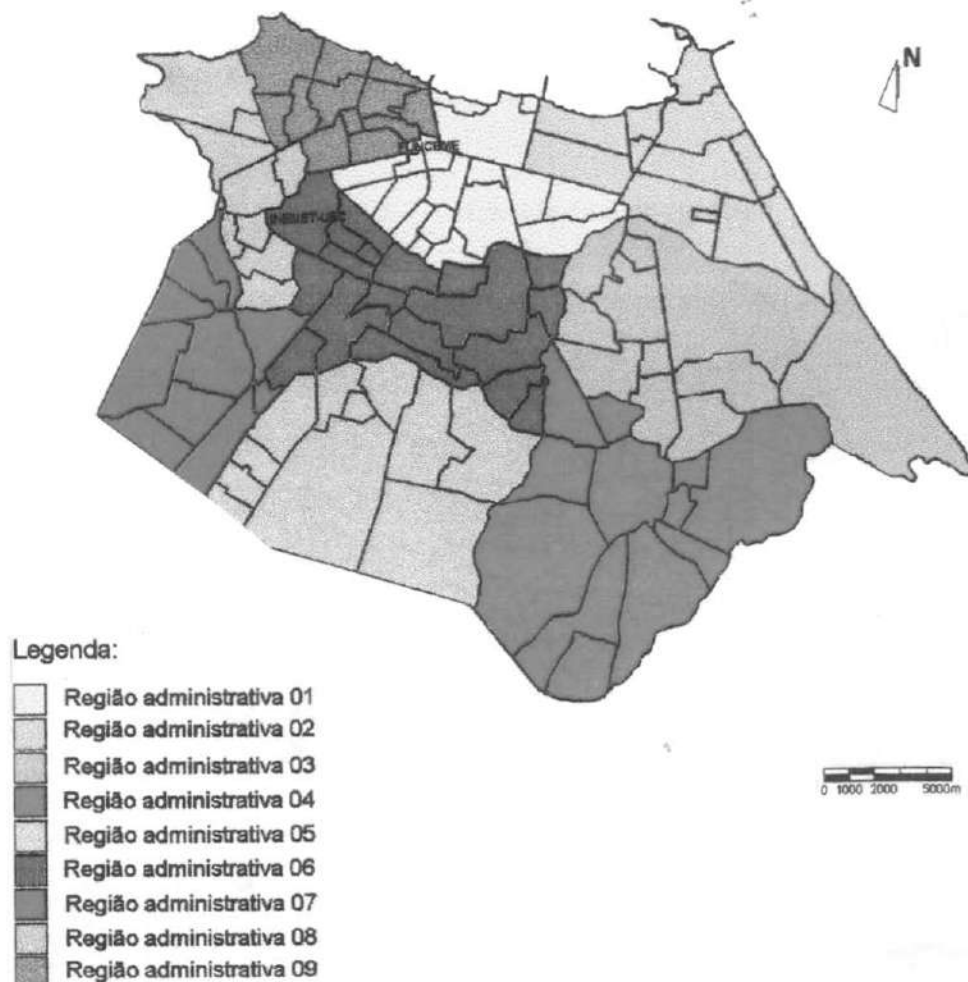 N
FUNCEME
Legenda:
Região administrativa 01
Região administrativa 02
Região administrativa 03
Região administrativa 04
Região administrativa 05
Região administrativa 06
Região administrativa 07
Região administrativa 08
Região administrativa 09
0 1000 2000 5000m